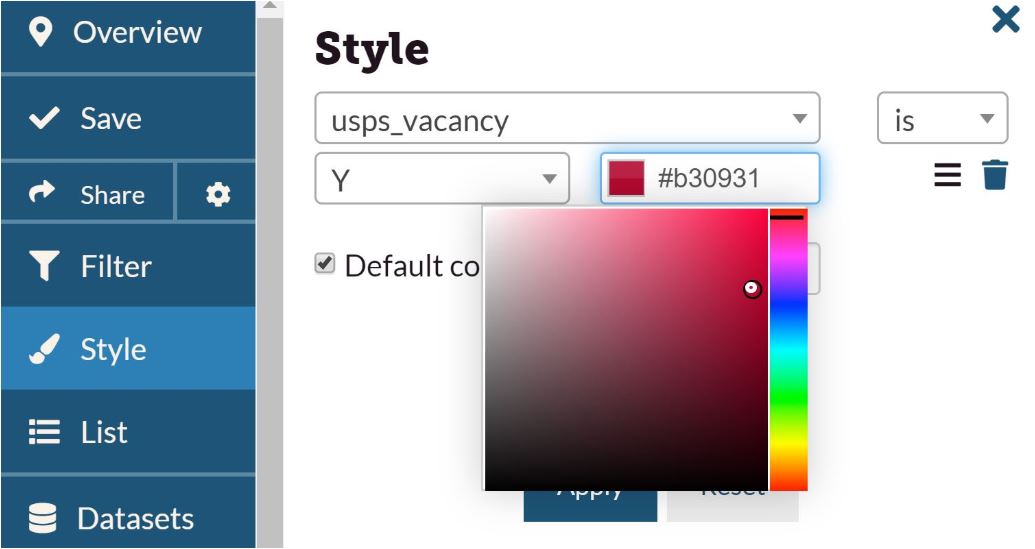 Overview
Save
Share
Filter
Style
List
Datasets
Style
usps_vacancy
is
Y
#b30931
Default co
Apply
Reset